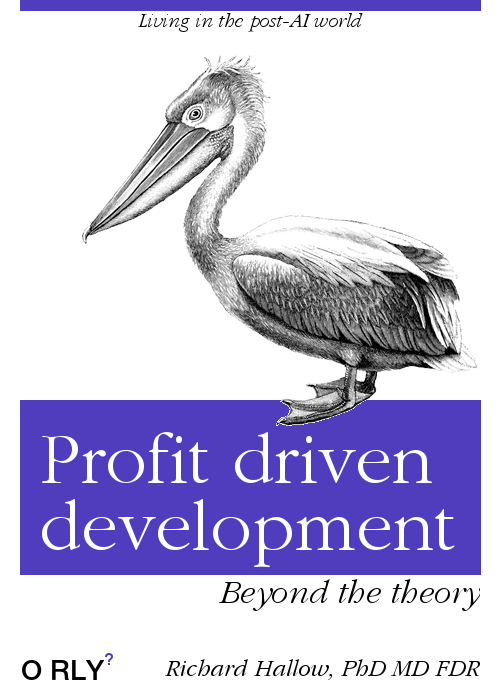 Living in the post-AI world
Profit driven
development
Beyond the theory
O RLY?
Richard Hallow, PhD MD FDR